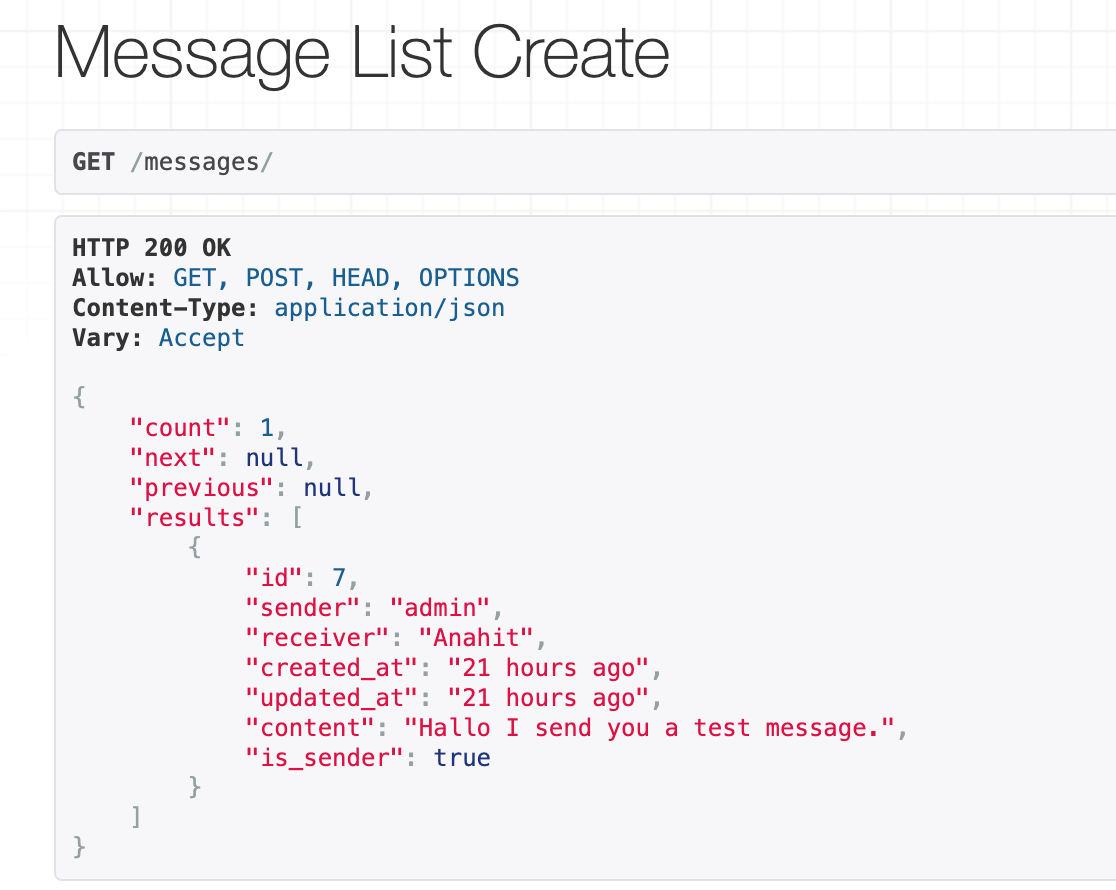 Message List Create
GET /messages/
HTTP 200 OK
Allow: GET, POST, HEAD, OPTIONS
Content-Type: application/json
Vary: Accept
{
"count": 1,
"next": null,
"previous": null,
"results": [
{
"id": 7,
"sender": "admin",
"receiver": "Anahit",
"created_at": "21 hours ago",
"updated_at": "21 hours ago",
"content": "Hallo I send you a test message.",
"is_sender": true
}
]
}